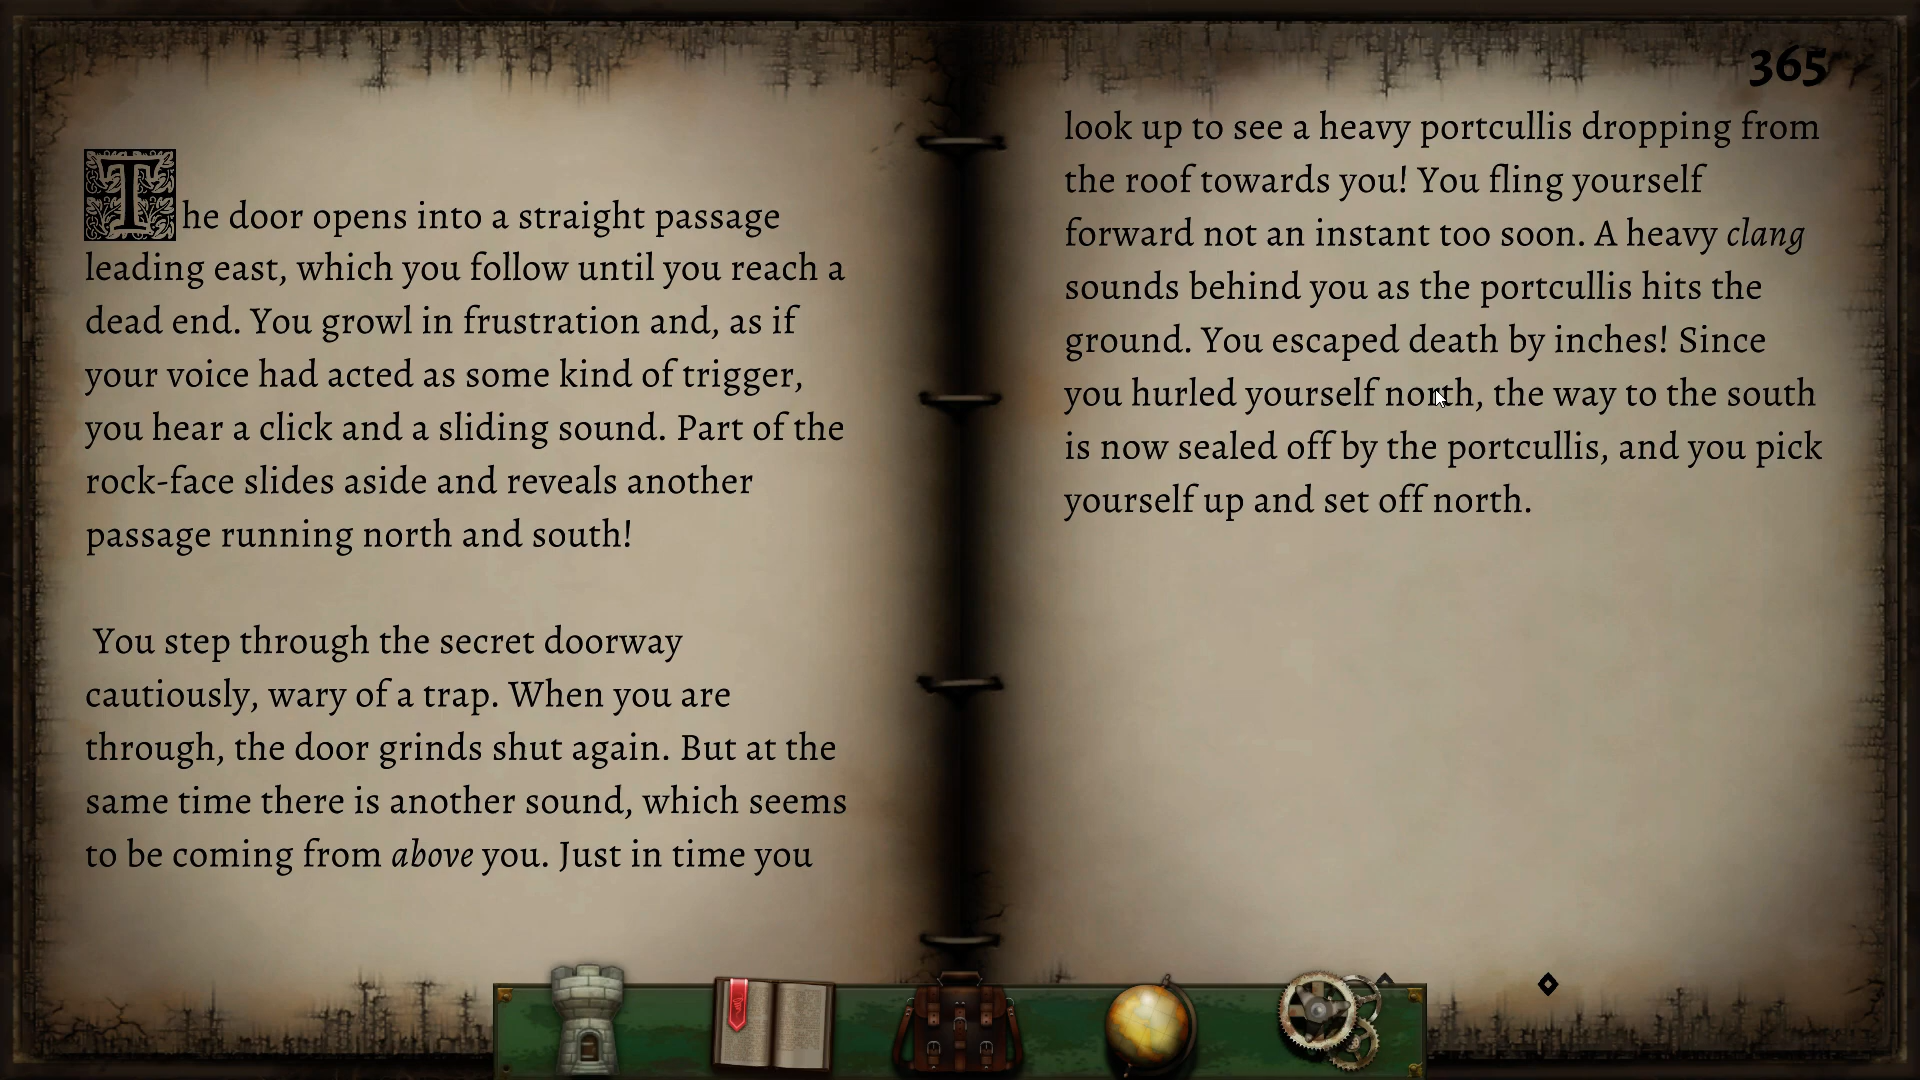 The door opens into a straight passage
leading east, which you follow until you reach a
dead end. You growl in frustration and, as if
your voice had acted as some kind of trigger,
you hear a click and a sliding sound. Part of the
rock-face slides aside and reveals another
passage running north and south!
You step through the secret doorway
cautiously, wary of a trap. When you are
through, the door grinds shut again. But at the
same time there is another sound, which seems
to be coming from above you. Just in time you
365
look up to see a heavy portcullis dropping from
the roof towards you! You fling yourself
forward not an instant too soon. A heavy clang
sounds behind you as the portcullis hits the
ground. You escaped death by inches! Since
you hurled yourself north, the way to the south
is now sealed off by the portcullis, and you pick
yourself up and set off north.